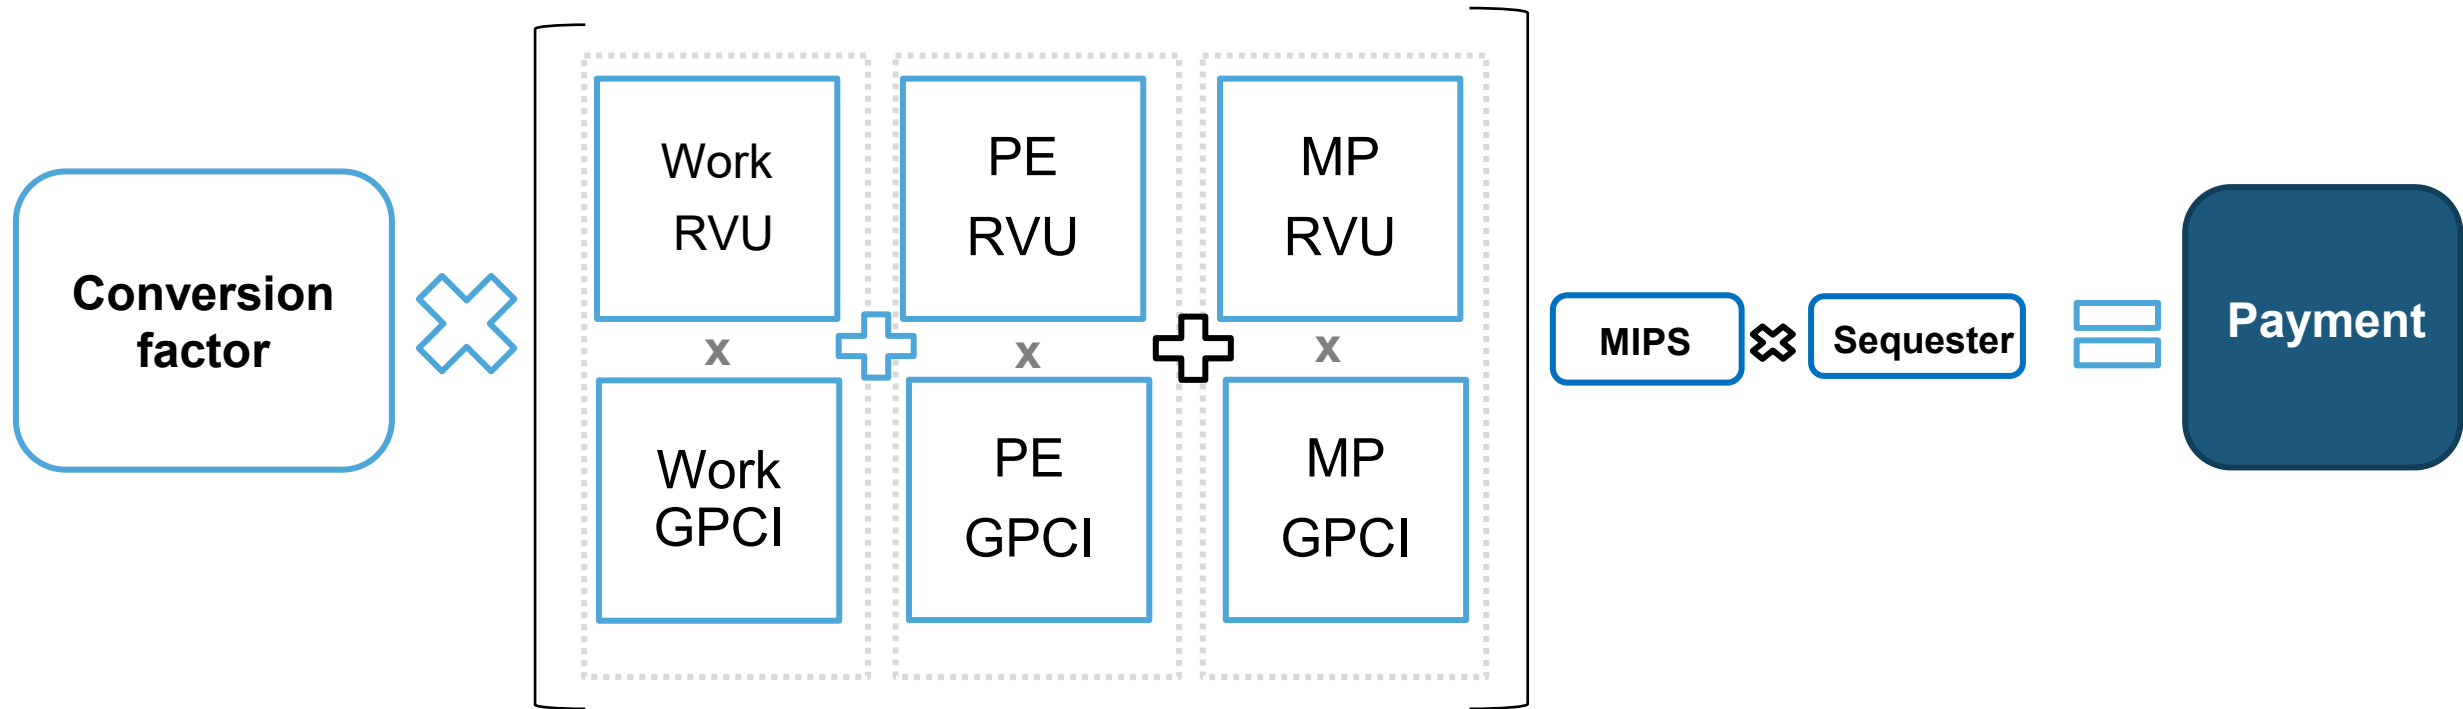 Conversion
factor
Work
RVU
x
Work
GPCI
PE
RVU
x
PE
GPCI
MP
RVU
x
MP
GPCI
MIPS
Sequester
Payment